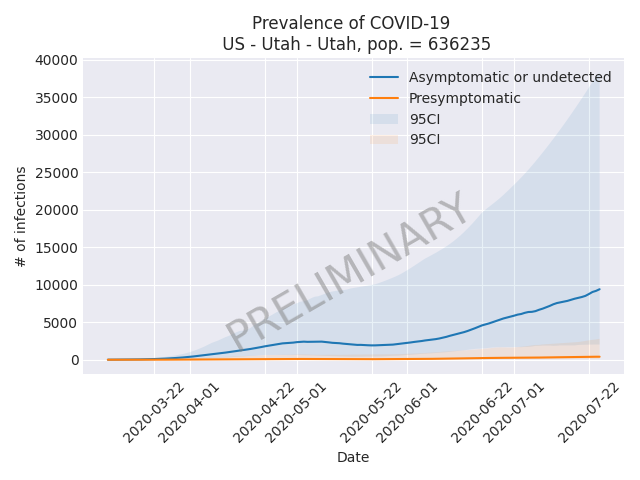 Prevalence of COVID-19
US - Utah - Utah, pop. = 636235
40000
35000
30000
25000
20000
15000
10000
5000
0
# of infections
Asymptomatic or undetected
Presymptomatic
95CI
95CI
PRELIMINARY
2020-03-22
2020-04-01
2020-04-22
2020-05-01
2020-05-22
2020-06-01
2020-06-22
2020-07-01
2020-07-22
Date